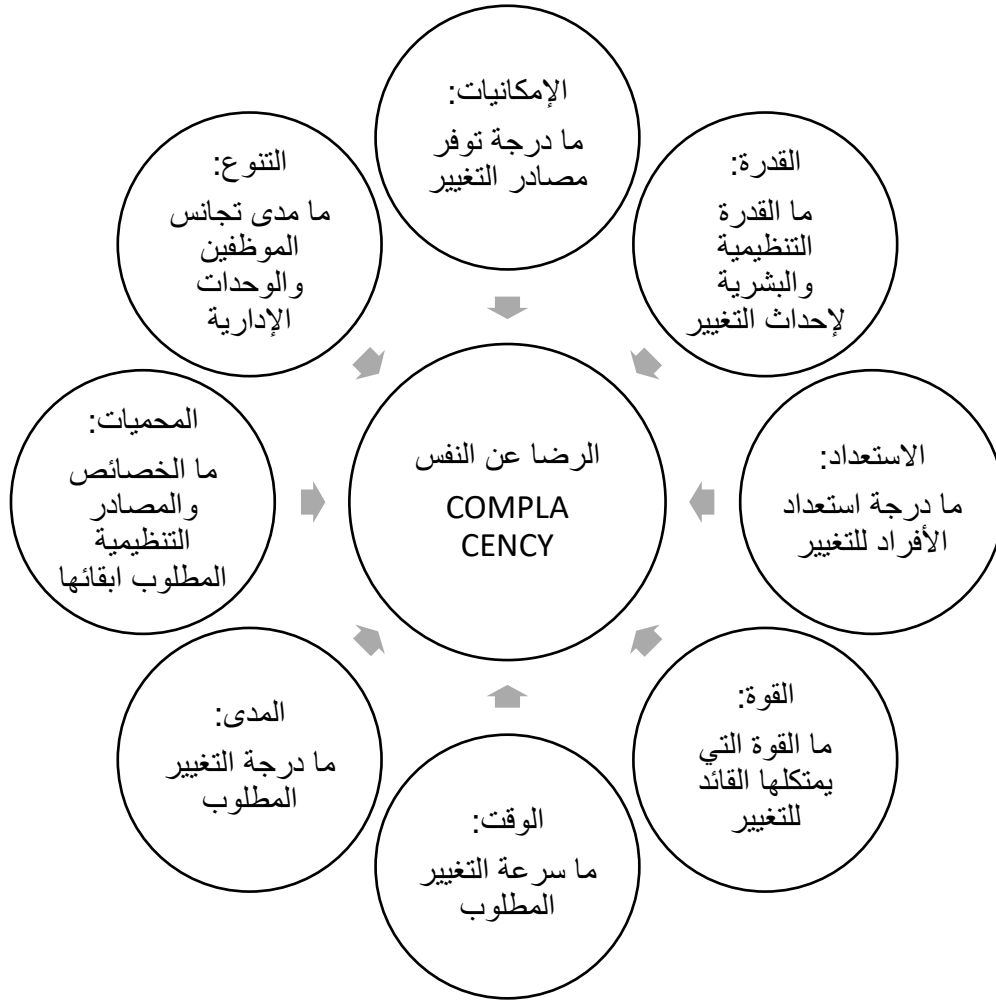 الإمكانيات:
ما درجة توفر
مصادر التغيير
القدرة:
ما القدرة
التنظيمية
والبشرية
لإحداث التغيير
الاستعداد:
ما درجة استعداد
الأفراد للتغيير
القوة:
ما القوة التي
يمتكلها القائد
للتغيير
الوقت:
ما سرعة التغيير
المطلوب
المدى:
ما درجة التغيير
المطلوب
المحميات:
ما الخصائص
والمصادر
التنظيمية
المطلوب ابقائها
التنوع:
ما مدى تجانس
الموظفين
والوحدات
الإدارية
الرضا عن النفس
COMPLA
CENCY